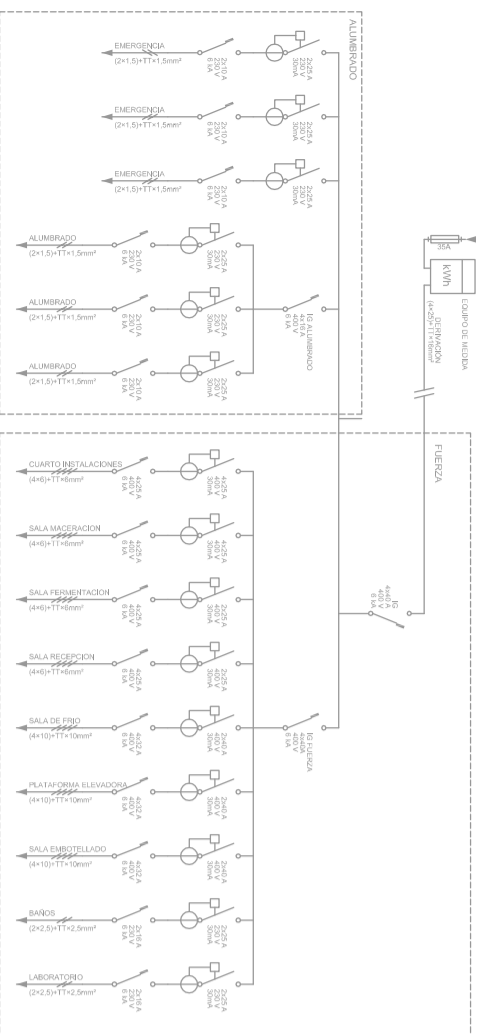 ALUMBRADO
EMERGENCIA
(2×1,5)+TT×1,5mm²
2x10 A
230 V
6 kA
2x25 A
230 V
30mA
EMERGENCIA
(2×1,5)+TT×1,5mm²
2x10 A
230 V
6 kA
2x25 A
230 V
30mA
EMERGENCIA
(2×1,5)+TT×1,5mm²
2x10 A
230 V
6 kA
2x25 A
230 V
30mA
ALUMBRADO
(2×1,5)+TT×1,5mm²
2x10 A
230 V
6 kA
2x25 A
230 V
30mA
ALUMBRADO
(2×1,5)+TT×1,5mm²
2x10 A
230 V
6 kA
2x25 A
230 V
30mA
IG ALUMBRADO
4x16 A
400 V
6 kA
ALUMBRADO
(2×1,5)+TT×1,5mm²
2x10 A
230 V
6 kA
2x25 A
230 V
30mA
35A
kWh
EQUIPO DE MEDIDA
DERIVACIÓN
(4×25)+TT×16mm²
FUERZA
IG
4x40 A
400 V
6 kA
CUARTO INSTALACIONES
(4×6)+TT×6mm²
4x25 A
400 V
6 kA
4x25 A
400 V
30mA
SALA MACERACION
(4×6)+TT×6mm²
4x25 A
400 V
6 kA
2x25 A
400 V
30mA
SALA FERMENTACION
(4×6)+TT×6mm²
4x25 A
400 V
6 kA
2x25 A
400 V
30mA
SALA RECEPCION
(4×6)+TT×6mm²
4x25 A
400 V
6 kA
2x25 A
400 V
30mA
SALA DE FRIO
(4×10)+TT×10mm²
4x32 A
400 V
6 kA
2x40 A
400 V
30mA
IG FUERZA
4x40A
400 V
6 kA
PLATAFORMA ELEVADORA
(4×10)+TT×10mm²
4x32 A
400 V
6 kA
2x40 A
400 V
30mA
SALA EMBOTELLADO
(4×10)+TT×10mm²
4x32 A
400 V
6 kA
2x40 A
400 V
30mA
BAÑOS
(2×2,5)+TT×2,5mm²
2x16 A
230 V
6 kA
2x25 A
230 V
30mA
LABORATORIO
(2×2,5)+TT×2,5mm²
2x16 A
230 V
6 kA
2x25 A
230 V
30mA